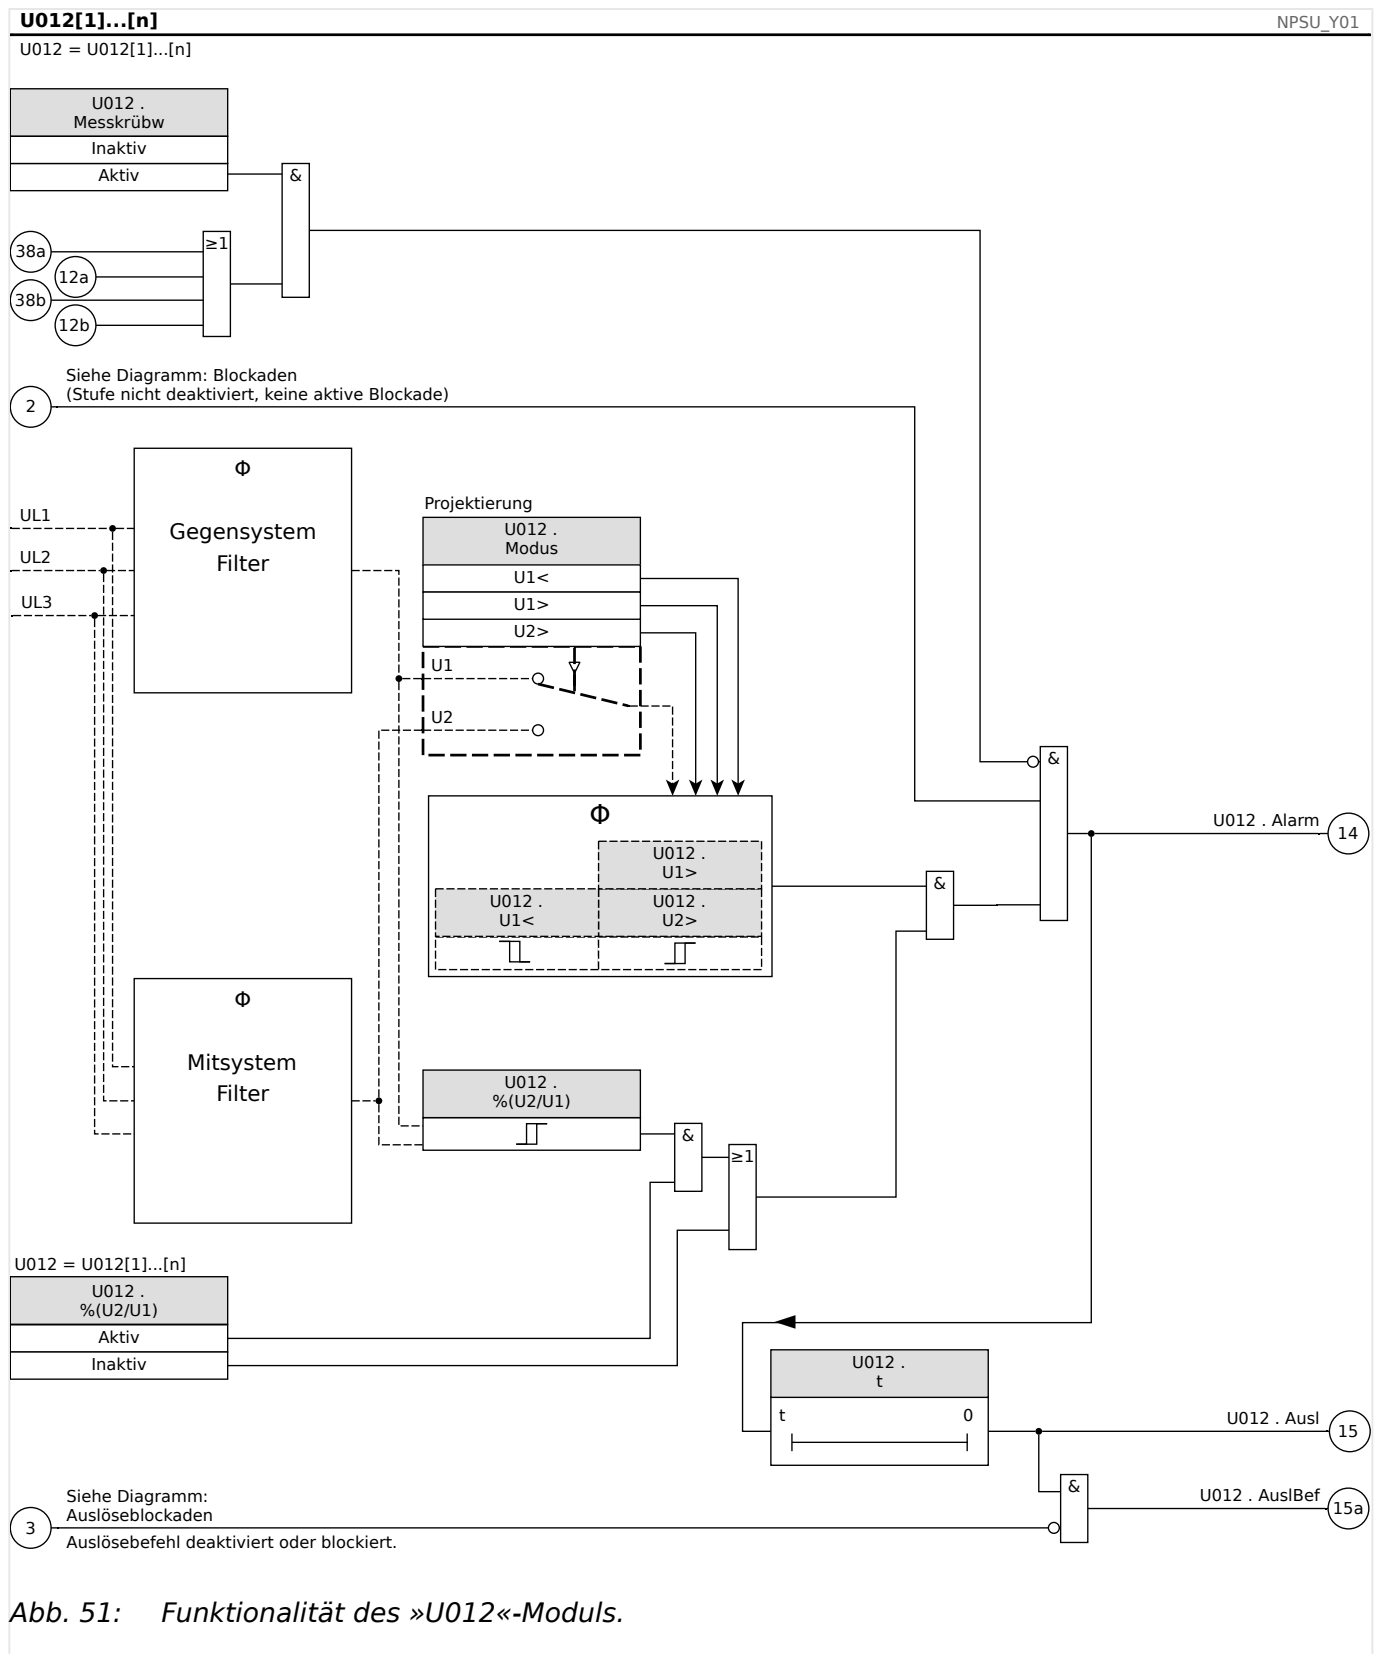 U012[1]...[n]
NPSU_Y01
U012 = U012[1]...[n]
U012 .
Messkrübw
Inaktiv
Aktiv
&
38a
≥1
12a
38b
12b
Siehe Diagramm: Blockaden
(Stufe nicht deaktiviert, keine aktive Blockade)
2
Φ
Gegensystem
Filter
UL1
UL2
UL3
Projektierung
U012 .
Modus
U1<
U1>
U2>
U1
U2
&
Φ
U012 .
U1>
U012 .
U1<
U012 .
U2>
&
U012 . Alarm
14
Φ
Mitsystem
Filter
U012 .
%(U2/U1)
&
≥1
U012 = U012[1]...[n]
U012 .
%(U2/U1)
Aktiv
Inaktiv
U012 .
t
t
0
U012 . Ausl
15
&
U012 . AuslBef
15a
Siehe Diagramm:
Auslöseblockaden
3
Auslösebefehl deaktiviert oder blockiert.
Abb. 51: Funktionalität des »U012«-Moduls.